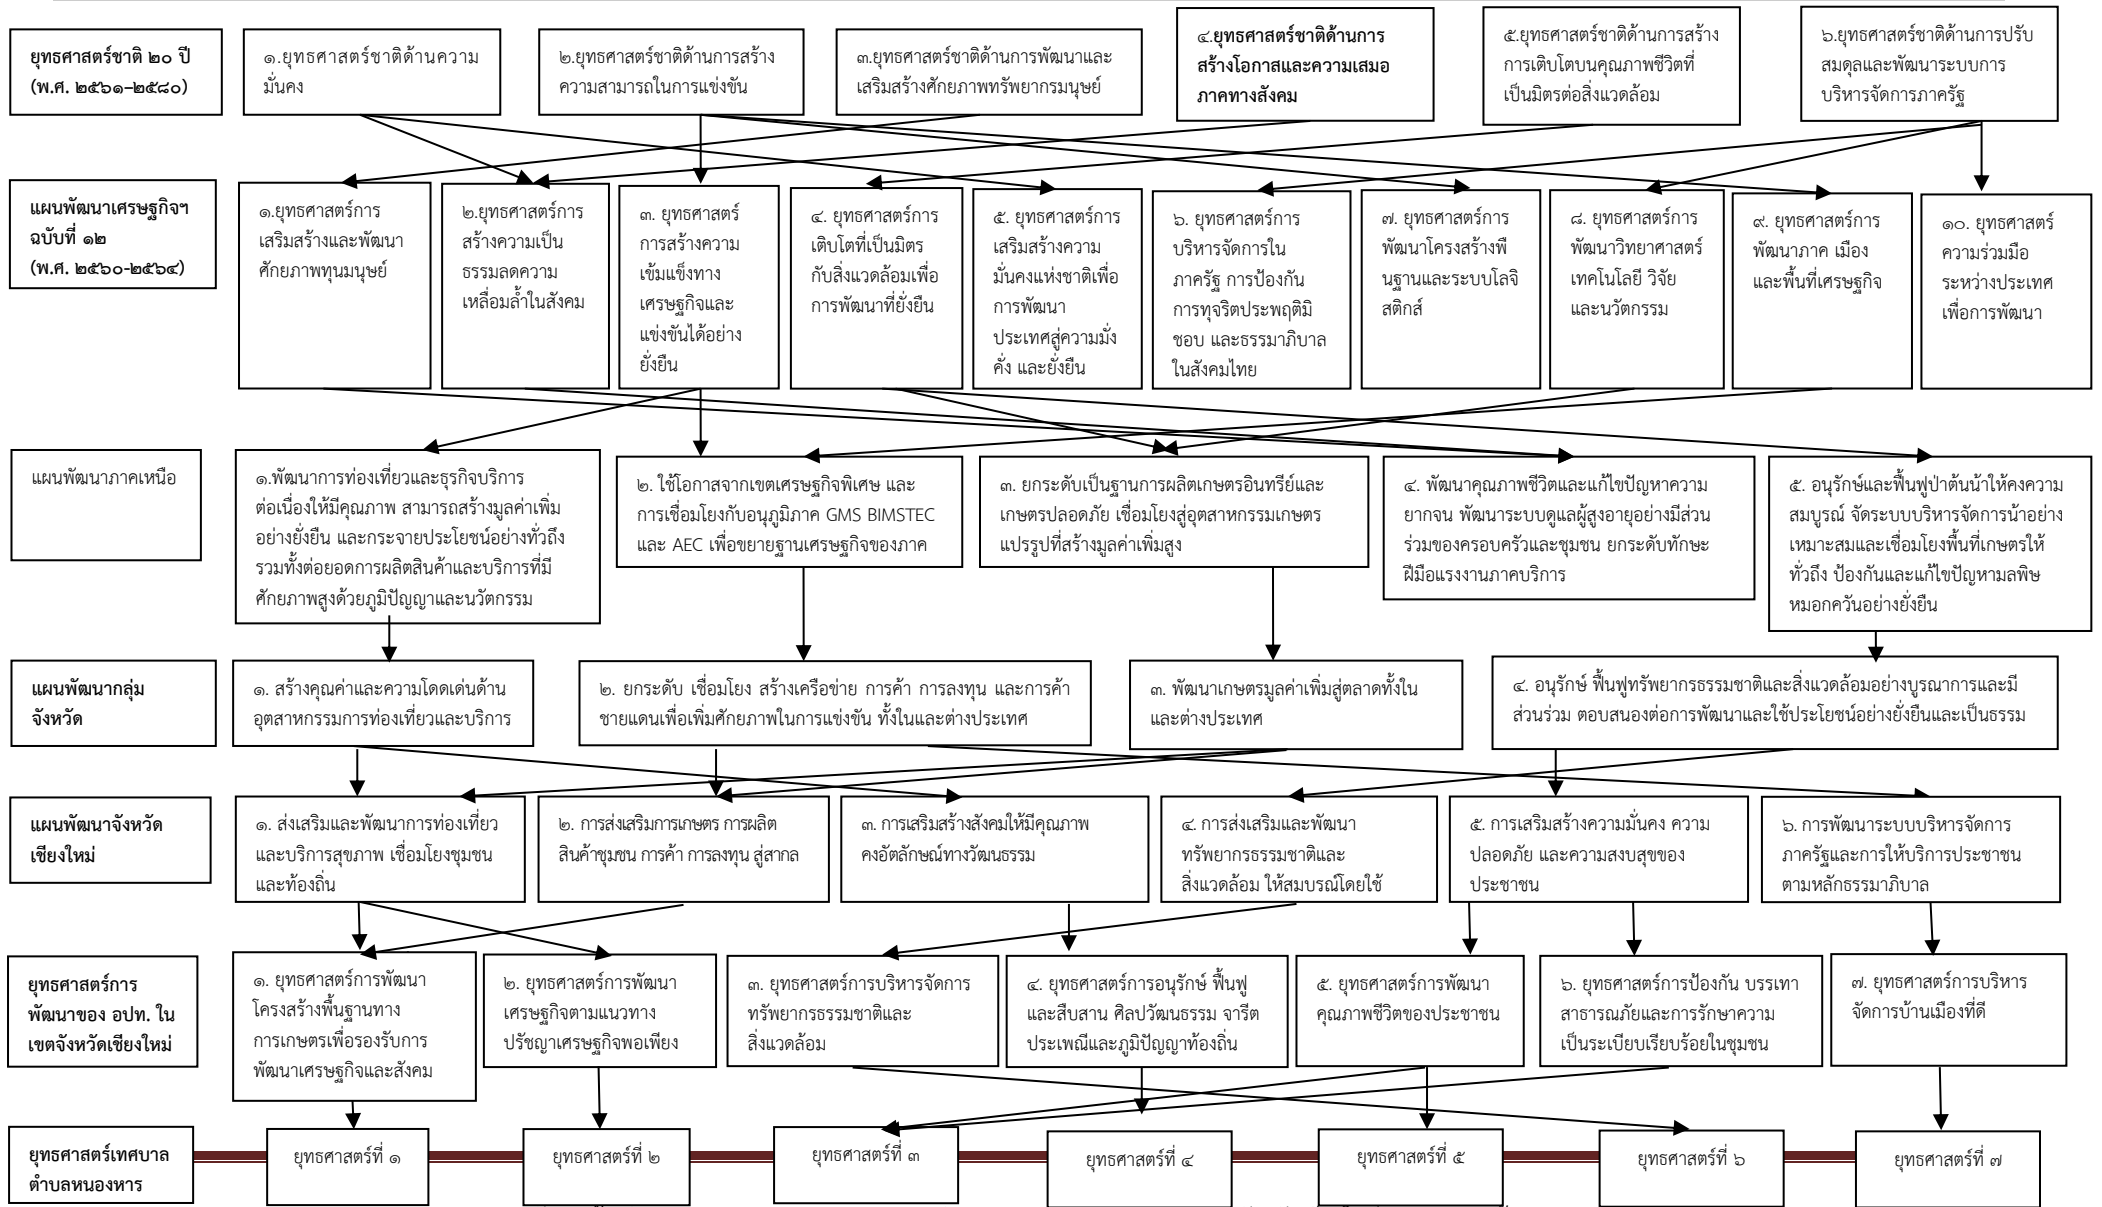 ยุทธศาสตร์ชาติ ๒๐ ปี
(พ.ศ. ๒๕๖๑–๒๕๘๐)
๑.ยุทธศาสตร์ชาติด้านความ
มั่นคง
๒.ยุทธศาสตร์ชาติด้านการสร้าง
ความสามารถในการแข่งขัน
๓.ยุทธศาสตร์ชาติด้านการพัฒนาและ
เสริมสร้างศักยภาพทรัพยากรมนุษย์
๔.ยุทธศาสตร์ชาติด้านการ
สร้างโอกาสและความเสมอ
ภาคทางสังคม
๕.ยุทธศาสตร์ชาติด้านการสร้าง
การเติบโตบนคุณภาพชีวิตที่
เป็นมิตรต่อสิ่งแวดล้อม
๖.ยุทธศาสตร์ชาติด้านการปรับ
สมดุลและพัฒนาระบบการ
บริหารจัดการภาครัฐ
แผนพัฒนาเศรษฐกิจฯ
ฉบับที่ ๑๒
(พ.ศ. ๒๕๖๐-๒๕๖๔)
๑.ยุทธศาสตร์การ
เสริมสร้างและพัฒนา
ศักยภาพทุนมนุษย์
๒.ยุทธศาสตร์การ
สร้างความเป็น
ธรรมลดความ
เหลื่อมล้ำในสังคม
๓. ยุทธศาสตร์
การสร้างความ
เข้มแข็งทาง
เศรษฐกิจและ
แข่งขันได้อย่าง
ยั่งยืน
๔. ยุทธศาสตร์การ
เติบโตที่เป็นมิตร
กับสิ่งแวดล้อมเพื่อ
การพัฒนาที่ยั่งยืน
๕. ยุทธศาสตร์การ
เสริมสร้างความ
มั่นคงแห่งชาติเพื่อ
การพัฒนา
ประเทศสู่ความมั่ง
คั่ง และยั่งยืน
๖. ยุทธศาสตร์การ
บริหารจัดการใน
ภาครัฐ การป้องกัน
การทุจริตประพฤติมิ
ชอบ และธรรมาภิบาล
ในสังคมไทย
๗. ยุทธศาสตร์การ
พัฒนาโครงสร้างพื
นฐานและระบบโลจิ
สติกส์
๘. ยุทธศาสตร์การ
พัฒนาวิทยาศาสตร์
เทคโนโลยี วิจัย
และนวัตกรรม
๙. ยุทธศาสตร์การ
พัฒนาภาค เมือง
และพื้นที่เศรษฐกิจ
๑๐. ยุทธศาสตร์
ความร่วมมือ
ระหว่างประเทศ
เพื่อการพัฒนา
แผนพัฒนาภาคเหนือ
๑.พัฒนาการท่องเที่ยวและธุรกิจบริการ
ต่อเนื่องให้มีคุณภาพ สามารถสร้างมูลค่าเพิ่ม
อย่างยั่งยืน และกระจายประโยชน์อย่างทั่วถึง
รวมทั้งต่อยอดการผลิตสินค้าและบริการที่มี
ศักยภาพสูงด้วยภูมิปัญญาและนวัตกรรม
๒. ใช้โอกาสจากเขตเศรษฐกิจพิเศษ และ
การเชื่อมโยงกับอนุภูมิภาค GMS BIMSTEC
และ AEC เพื่อขยายฐานเศรษฐกิจของภาค
๓. ยกระดับเป็นฐานการผลิตเกษตรอินทรีย์และ
เกษตรปลอดภัย เชื่อมโยงสู่อุตสาหกรรมเกษตร
แปรรูปที่สร้างมูลค่าเพิ่มสูง
๔. พัฒนาคุณภาพชีวิตและแก้ไขปัญหาความ
ยากจน พัฒนาระบบดูแลผู้สูงอายุอย่างมีส่วน
ร่วมของครอบครัวและชุมชน ยกระดับทักษะ
ฝีมือแรงงานภาคบริการ
๕. อนุรักษ์และฟื้นฟูป่าต้นน้าให้คงความ
สมบูรณ์ จัดระบบบริหารจัดการน้าอย่าง
เหมาะสมและเชื่อมโยงพื้นที่เกษตรให้
ทั่วถึง ป้องกันและแก้ไขปัญหามลพิษ
หมอกควันอย่างยั่งยืน
แผนพัฒนากลุ่ม
จังหวัด
๑. สร้างคุณค่าและความโดดเด่นด้าน
อุตสาหกรรมการท่องเที่ยวและบริการ
๒. ยกระดับ เชื่อมโยง สร้างเครือข่าย การค้า การลงทุน และการค้า
ชายแดนเพื่อเพิ่มศักยภาพในการแข่งขัน ทั้งในและต่างประเทศ
๓. พัฒนาเกษตรมูลค่าเพิ่มสู่ตลาดทั้งใน
และต่างประเทศ
๔. อนุรักษ์ ฟื้นฟูทรัพยากรธรรมชาติและสิ่งแวดล้อมอย่างบูรณาการและมี
ส่วนร่วม ตอบสนองต่อการพัฒนาและใช้ประโยชน์อย่างยั่งยืนและเป็นธรรม
แผนพัฒนาจังหวัด
เชียงใหม่
๑. ส่งเสริมและพัฒนาการท่องเที่ยว
และบริการสุขภาพ เชื่อมโยงชุมชน
และท้องถิ่น
๒. การส่งเสริมการเกษตร การผลิต
สินค้าชุมชน การค้า การลงทุน สู่สากล
๓. การเสริมสร้างสังคมให้มีคุณภาพ
คงอัตลักษณ์ทางวัฒนธรรม
๔. การส่งเสริมและพัฒนา
ทรัพยากรธรรมชาติและ
สิ่งแวดล้อม ให้สมบรณ์โดยใช้
๕. การเสริมสร้างความมั่นคง ความ
ปลอดภัย และความสงบสุขของ
ประชาชน
๖. การพัฒนาระบบบริหารจัดการ
ภาครัฐและการให้บริการประชาชน
ตามหลักธรรมาภิบาล
ยุทธศาสตร์การ
พัฒนาของ อปท. ใน
เขตจังหวัดเชียงใหม่
๑. ยุทธศาสตร์การพัฒนา
โครงสร้างพื้นฐานทาง
การเกษตรเพื่อรองรับการ
พัฒนาเศรษฐกิจและสังคม
๒. ยุทธศาสตร์การพัฒนา
เศรษฐกิจตามแนวทาง
ปรัชญาเศรษฐกิจพอเพียง
๓. ยุทธศาสตร์การบริหารจัดการ
ทรัพยากรธรรมชาติและ
สิ่งแวดล้อม
๔. ยุทธศาสตร์การอนุรักษ์ ฟื้นฟู
และสืบสาน ศิลปวัฒนธรรม จารีต
ประเพณีและภูมิปัญญาท้องถิ่น
๕. ยุทธศาสตร์การพัฒนา
คุณภาพชีวิตของประชาชน
๖. ยุทธศาสตร์การป้องกัน บรรเทา
สาธารณภัยและการรักษาความ
เป็นระเบียบเรียบร้อยในชุมชน
๗. ยุทธศาสตร์การบริหาร
จัดการบ้านเมืองที่ดี
ยุทธศาสตร์เทศบาล
ตำบลหนองหาร
ยุทธศาสตร์ที่ ๑
ยุทธศาสตร์ที่ ๒
ยุทธศาสตร์ที่ ๓
ยุทธศาสตร์ที่ ๔
ยุทธศาสตร์ที่ ๕
ยุทธศาสตร์ที่ ๖
ยุทธศาสตร์ที่ ๗